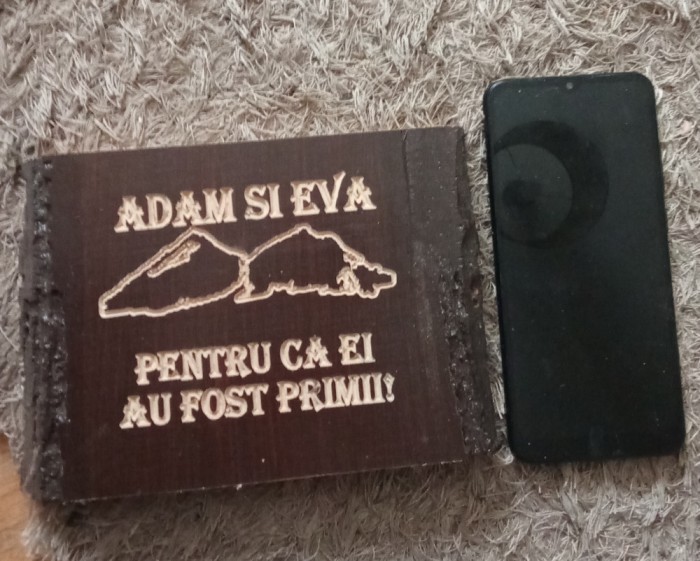 ADAM SI EVA
PENTRU CA EI
AU FOST PRIMII!